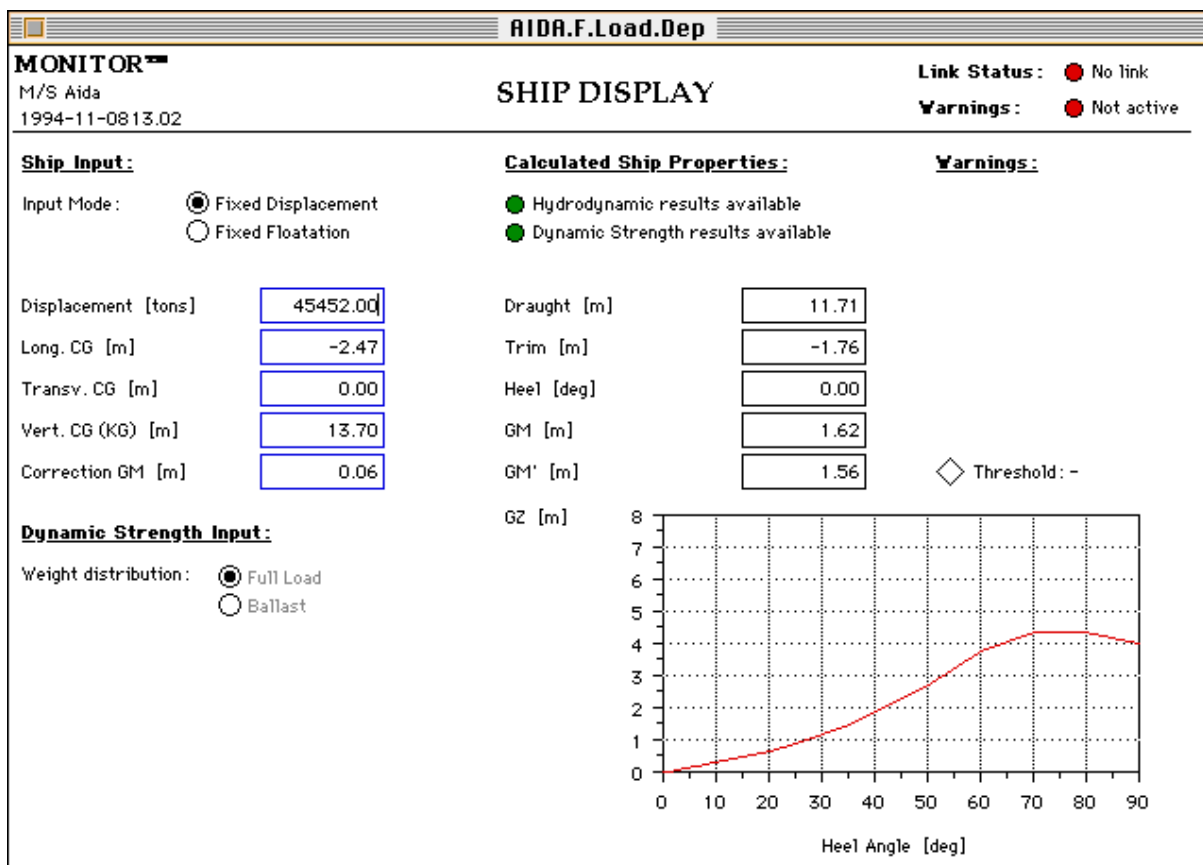 AIDA.F.Load.Dep
MONITOR™
M/S Aida
1994-11-0813.02
SHIP DISPLAY
Link Status: No link
Warnings: Not active
Ship Input:
Input Mode: Fixed Displacement
Fixed Floatation
Displacement [tons] 45452.00
Long. CG [m] -2.47
Transv. CG [m] 0.00
Vert. CG (KG) [m] 13.70
Correction GM [m] 0.06
Dynamic Strength Input:
Weight distribution: Full Load
Ballast
Calculated Ship Properties:
Hydrodynamic results available
Dynamic Strength results available
Draught [m] 11.71
Trim [m] -1.76
Heel [deg] 0.00
GM [m] 1.62
GM' [m] 1.56
GZ [m]
8
7
6
5
4
3
2
1
0
0 10 20 30 40 50 60 70 80 90
Heel Angle [deg]
Warnings:
Threshold: -